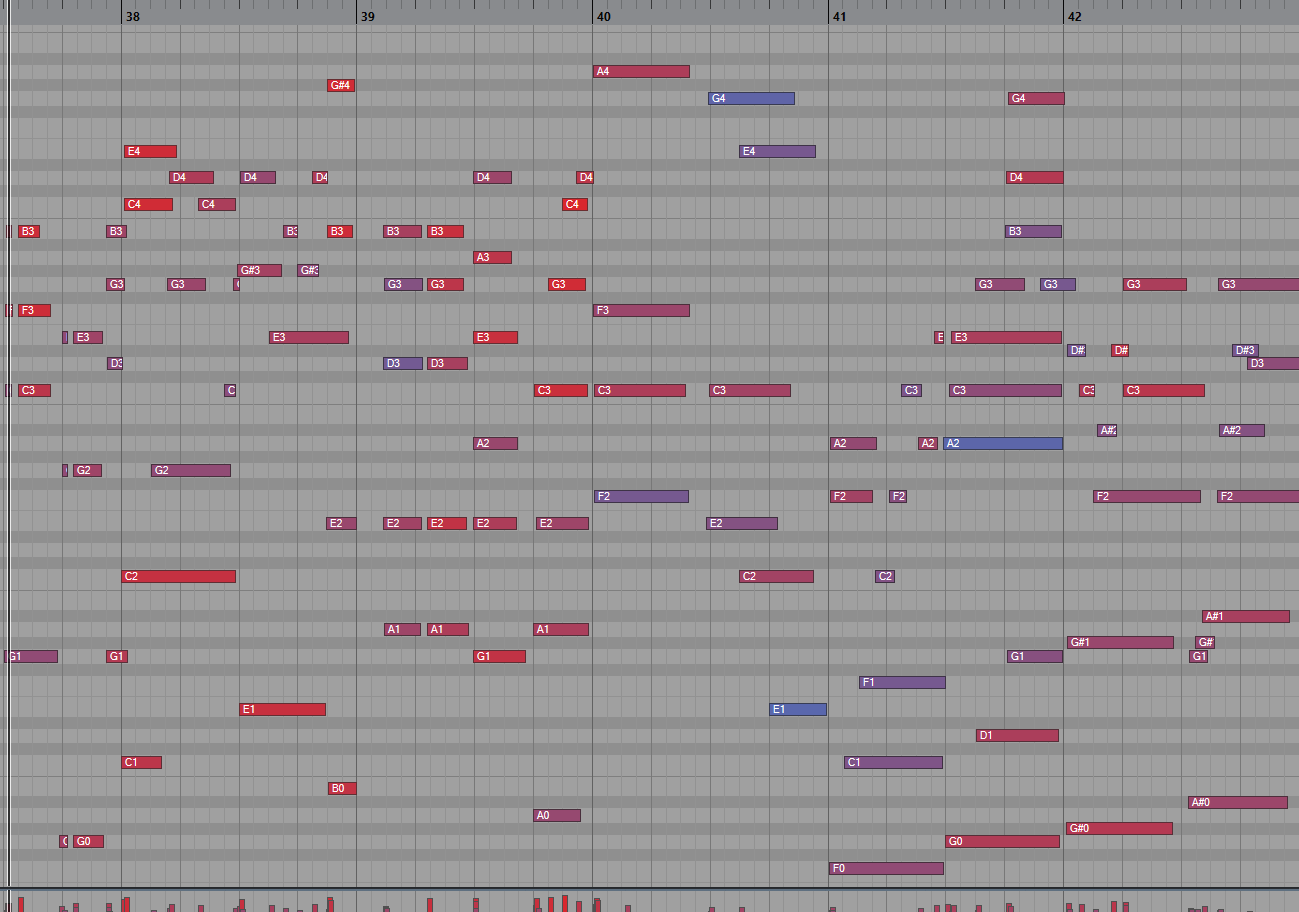 38 39 40 41 42
A4
G#4
G4 G4
E4 E4
D4 D4 D4 D4 D4 D4
C4 C4 C4
B3 B3 B3 B3 B3 B3 B3
A3
G#3 G#3
G3 G3 G3 G3 G3 G3 G3 G3 G3
F3 F3
E3 E3 E3 E3
D# D# D#3
D3 D3 D3 D3
C3 C3 C3 C3 C3 C3 C3 C3
A#2 A#2
A2 A2 A2 A2
G2 G2
F2 F2 F2 F2 F2
E2 E2 E2 E2 E2 E2
C2 C2 C2
A#1
A1 A1 A1
G#1 G#
G1 G1 G1 G1 G1
F1
E1 E1
D1
C1 C1
B0
A#0
A0
G#0
G0 G0
F0